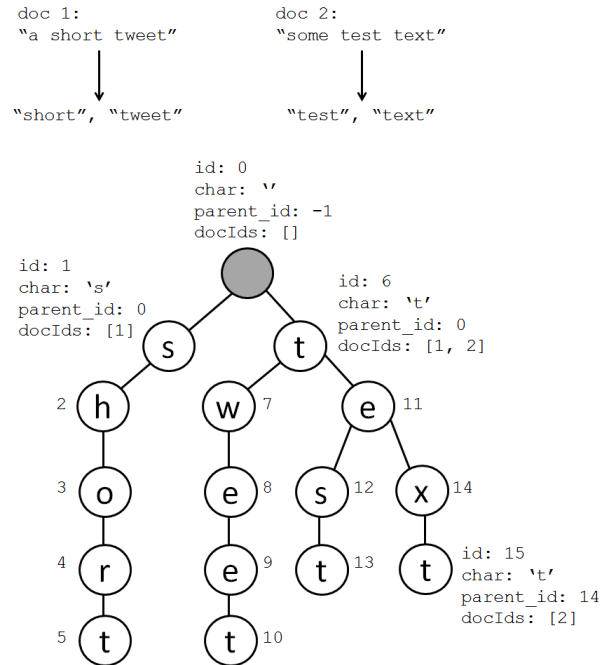 doc 1:
“a short tweet”
doc 2:
“some test text”
“short”, “tweet”
“test”, “text”
id: 0
char: ‘’
parent_id: -1
docIds: []
id: 1
char: ‘s’
parent_id: 0
docIds: [1]
id: 6
char: ‘t’
parent_id: 0
docIds: [1, 2]
s
t
2 h
w 7
e 11
3 o
e 8
s 12
x 14
4 r
e 9
t 13
t
id: 15
char: ‘t’
parent_id: 14
docIds: [2]
5 t
t 10